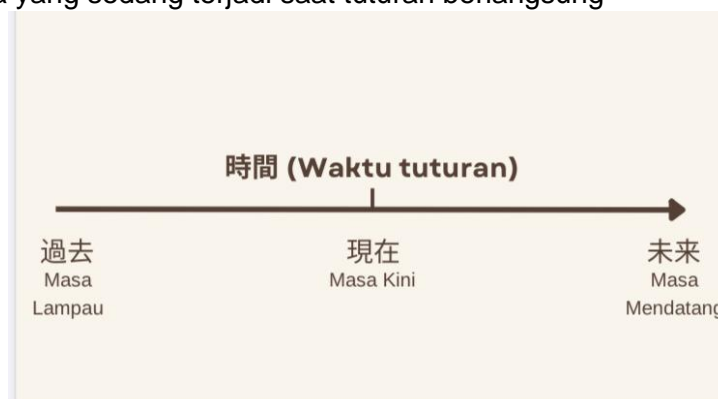 yang sedang terjadi saat tuturan berlangsung
時間 (Waktu tuturan)
過去 現在 未来
Masa Masa Kini Masa
Lampau Mendatang